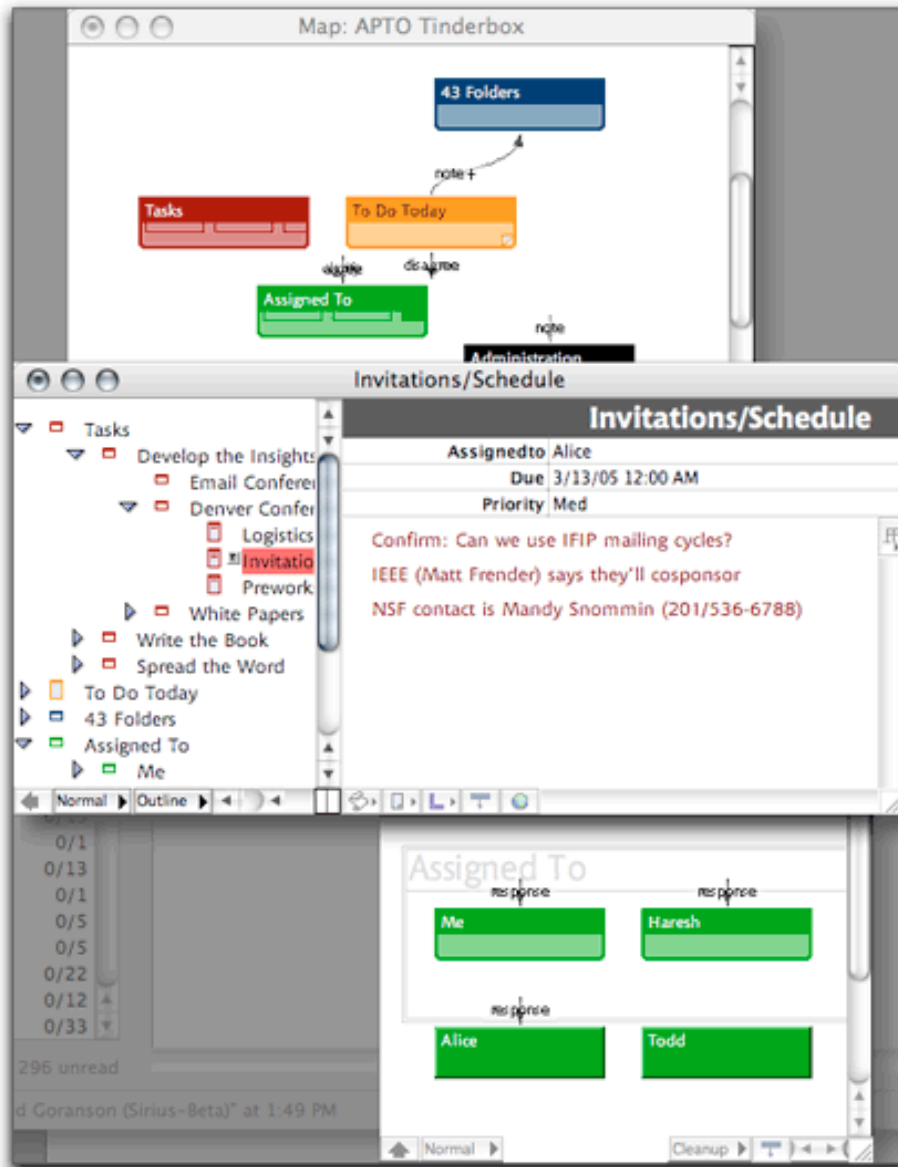 Map: APTO Tinderbox
43 Folders
note +
Tasks
To Do Today
disagree
Assigned To
note
Administration
Invitations/Schedule
Invitations/Schedule
Tasks
Assignedto Alice
Develop the Insights
Due 3/13/05 12:00 AM
Email Conferen
Priority Med
Denver Confer
Logistics
Confirm: Can we use IFIP mailing cycles?
Invitatio
IEEE (Matt Frender) says they'll cosponsor
Prework
NSF contact is Mandy Snommin (201/536-6788)
White Papers
Write the Book
Spread the Word
To Do Today
43 Folders
Assigned To
Me
Normal Outline
0/1
0/13
0/1
0/5
0/5
0/22
0/12
0/33
Assigned To
response response
Me Haresh
response
Alice Todd
296 unread
d Goranson (Sirius-Beta)" at 1:49 PM
Normal Cleanup